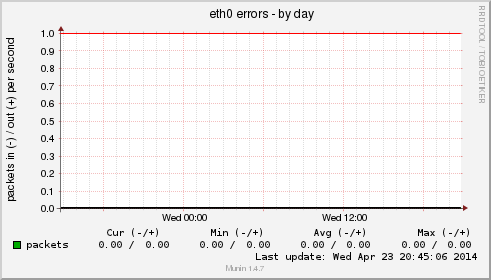 eth0 errors - by day
RRDTOOL / TOBI OETIKER
packets in (-) / out (+) per second
1.0
0.9
0.8
0.7
0.6
0.5
0.4
0.3
0.2
0.1
0.0
Wed 00:00 Wed 12:00
Cur (-/+) Min (-/+) Avg (-/+) Max (-/+)
packets 0.00 / 0.00 0.00 / 0.00 0.00 / 0.00 0.00 / 0.00
Last update: Wed Apr 23 20:45:06 2014
Munin 1.4.7